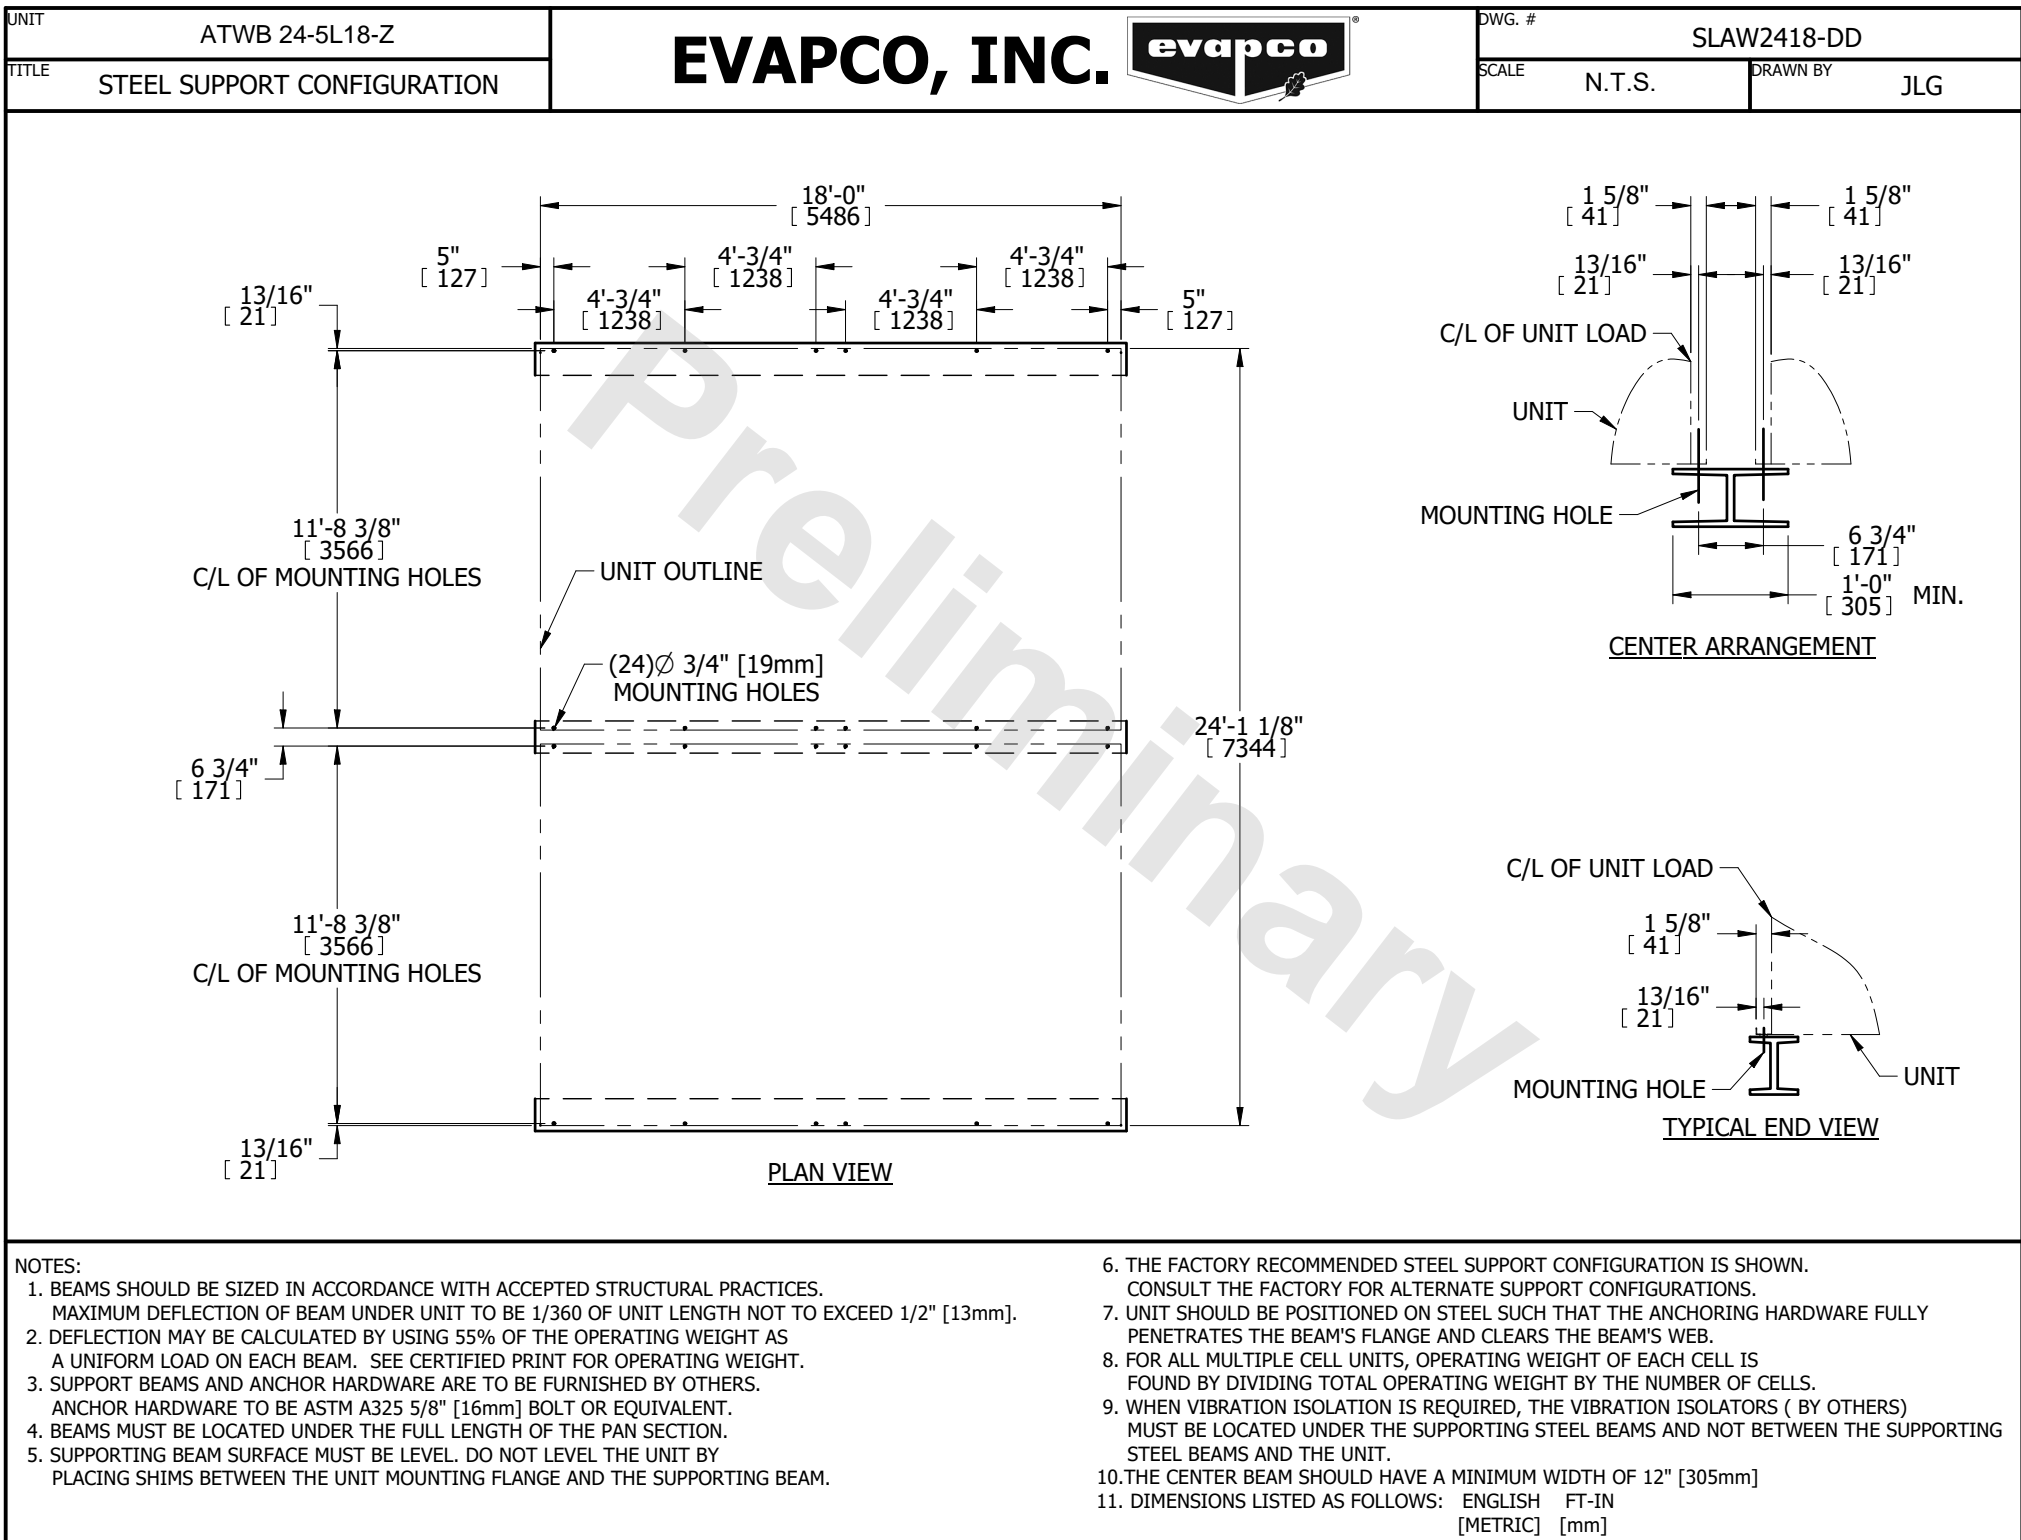 UNIT
ATWB 24-5L18-Z
TITLE
STEEL SUPPORT CONFIGURATION
EVAPCO, INC.
evapco
®
DWG. #
SLAW2418-DD
SCALE
N.T.S.
DRAWN BY
JLG
18'-0"
[ 5486 ]
5"
[ 127 ]
4'-3/4"
[ 1238 ]
4'-3/4"
[ 1238 ]
13/16"
[ 21 ]
4'-3/4"
[ 1238 ]
4'-3/4"
[ 1238 ]
5"
[ 127 ]
11'-8 3/8"
[ 3566 ]
C/L OF MOUNTING HOLES
UNIT OUTLINE
(24)∅ 3/4" [19mm]
MOUNTING HOLES
6 3/4"
[ 171 ]
24'-1 1/8"
[ 7344 ]
11'-8 3/8"
[ 3566 ]
C/L OF MOUNTING HOLES
13/16"
[ 21 ]
PLAN VIEW
Preliminary
1 5/8"
[ 41 ]
1 5/8"
[ 41 ]
13/16"
[ 21 ]
13/16"
[ 21 ]
C/L OF UNIT LOAD
UNIT
MOUNTING HOLE
6 3/4"
[ 171 ]
1'-0"
[ 305 ]
MIN.
CENTER ARRANGEMENT
C/L OF UNIT LOAD
1 5/8"
[ 41 ]
13/16"
[ 21 ]
MOUNTING HOLE
UNIT
TYPICAL END VIEW
NOTES:
1. BEAMS SHOULD BE SIZED IN ACCORDANCE WITH ACCEPTED STRUCTURAL PRACTICES.
MAXIMUM DEFLECTION OF BEAM UNDER UNIT TO BE 1/360 OF UNIT LENGTH NOT TO EXCEED 1/2" [13mm].
2. DEFLECTION MAY BE CALCULATED BY USING 55% OF THE OPERATING WEIGHT AS
A UNIFORM LOAD ON EACH BEAM. SEE CERTIFIED PRINT FOR OPERATING WEIGHT.
3. SUPPORT BEAMS AND ANCHOR HARDWARE ARE TO BE FURNISHED BY OTHERS.
ANCHOR HARDWARE TO BE ASTM A325 5/8" [16mm] BOLT OR EQUIVALENT.
4. BEAMS MUST BE LOCATED UNDER THE FULL LENGTH OF THE PAN SECTION.
5. SUPPORTING BEAM SURFACE MUST BE LEVEL. DO NOT LEVEL THE UNIT BY
PLACING SHIMS BETWEEN THE UNIT MOUNTING FLANGE AND THE SUPPORTING BEAM.
6. THE FACTORY RECOMMENDED STEEL SUPPORT CONFIGURATION IS SHOWN.
CONSULT THE FACTORY FOR ALTERNATE SUPPORT CONFIGURATIONS.
7. UNIT SHOULD BE POSITIONED ON STEEL SUCH THAT THE ANCHORING HARDWARE FULLY
PENETRATES THE BEAM'S FLANGE AND CLEARS THE BEAM'S WEB.
8. FOR ALL MULTIPLE CELL UNITS, OPERATING WEIGHT OF EACH CELL IS
FOUND BY DIVIDING TOTAL OPERATING WEIGHT BY THE NUMBER OF CELLS.
9. WHEN VIBRATION ISOLATION IS REQUIRED, THE VIBRATION ISOLATORS ( BY OTHERS)
MUST BE LOCATED UNDER THE SUPPORTING STEEL BEAMS AND NOT BETWEEN THE SUPPORTING
STEEL BEAMS AND THE UNIT.
10.THE CENTER BEAM SHOULD HAVE A MINIMUM WIDTH OF 12" [305mm]
11. DIMENSIONS LISTED AS FOLLOWS: ENGLISH FT-IN
[METRIC] [mm]